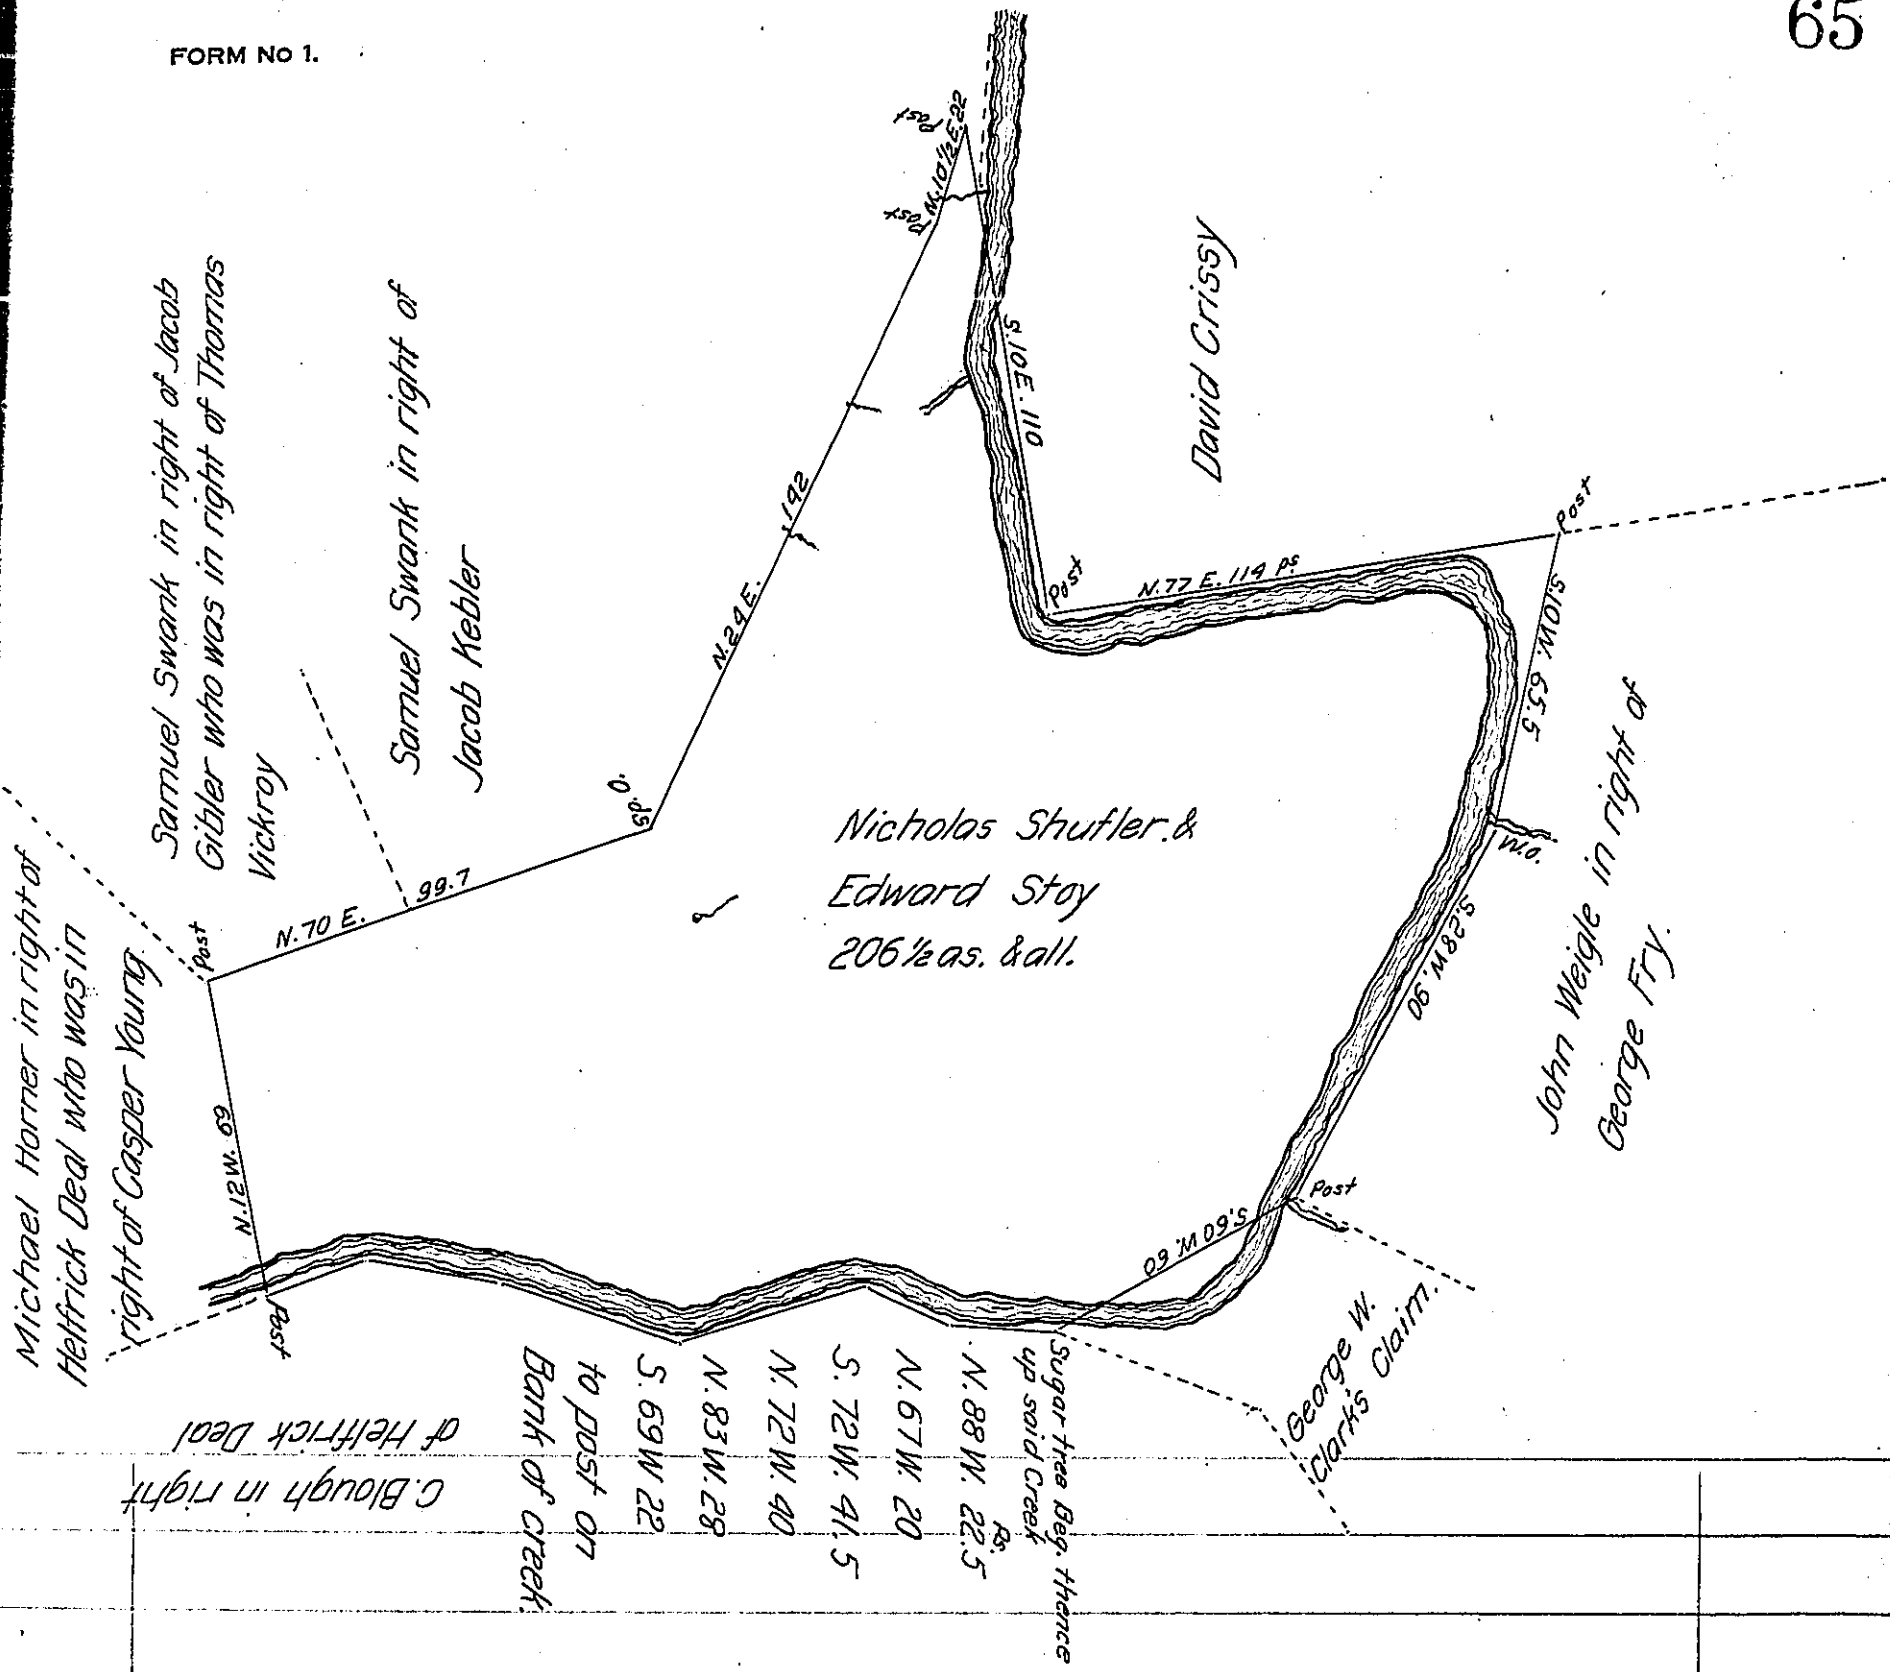 65
FORM No 1.
Post
N.10½E.22
Post
Samuel Swank in right of Jacob
Gibler who was in right of Thomas
Vickroy
Samuel Swank in right of
Jacob Kebler
S.10E. 110
David Crissy
N.24E. 192
Post
N.77 E. 114 ps.
Post
S.10W. 65.5
Sp. O.
N.70 E. 99.7
Post
Michael Horner in right of
Helfrick Deal who was in
right of Casper Young
Nicholas Shufler. &
Edward Stoy
206½ as. & all.
W.O.
S.28W. 90
John Weigle in right of
George Fry.
N.12W. 69
Post
S.60W. 60
Post
George W.
Clark's Claim.
Sugar tree Beg. thence
up said Creek
N.88W. 22.5 Ps.
N.67W. 20
S.72W. 41.5
N.72W. 40
N.83W. 28
S.69W 22
to post on
Bank of creek.
C. Blough in right
of Helfrick Deal